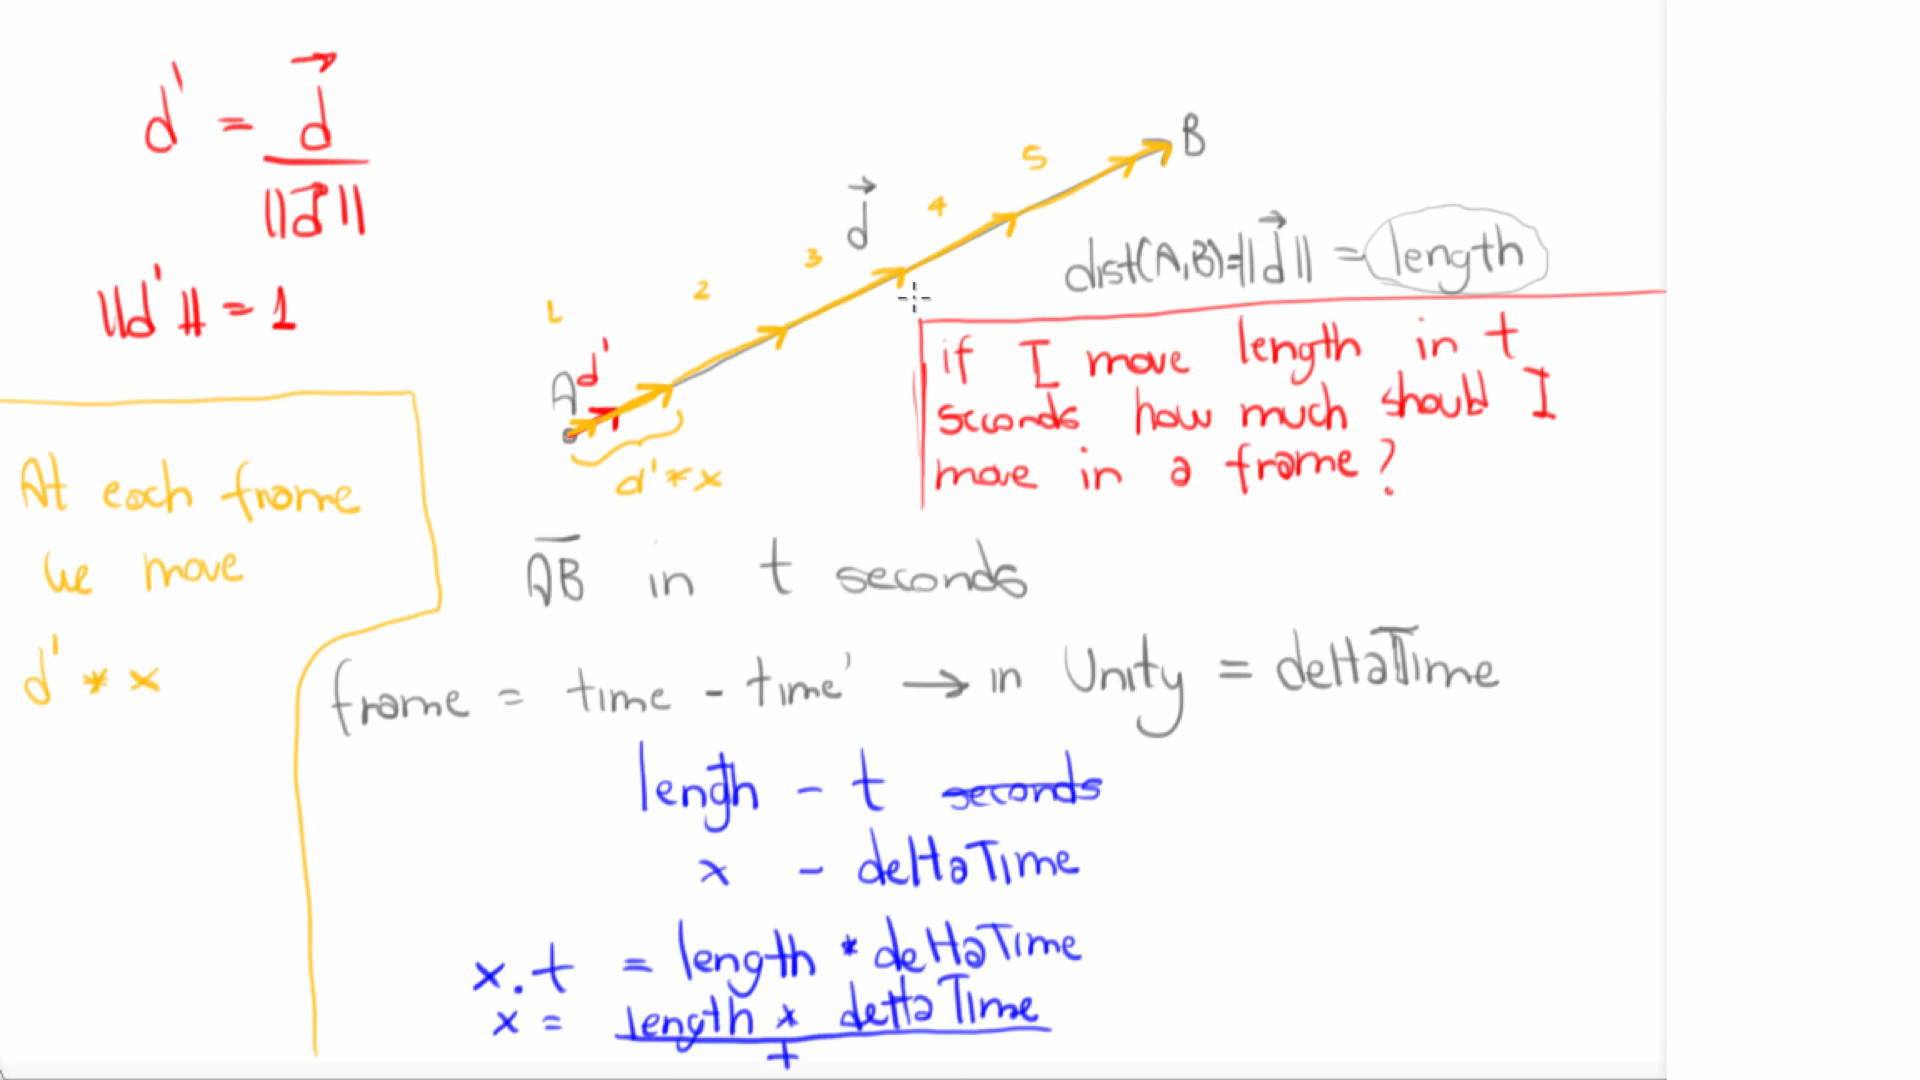 d' = d
||d||
||d'|| = 1
A
B
d
d'
1
2
3
4
5
d' * x
dist(A,B)=||d|| = length
if I move length in t
seconds how much should I
move in a frame?
At each frame
we move
d' * x
AB in t seconds
frame = time - time' → in Unity = deltaTime
length - t seconds
x - deltaTime
x.t = length * deltaTime
x = length * deltaTime
t